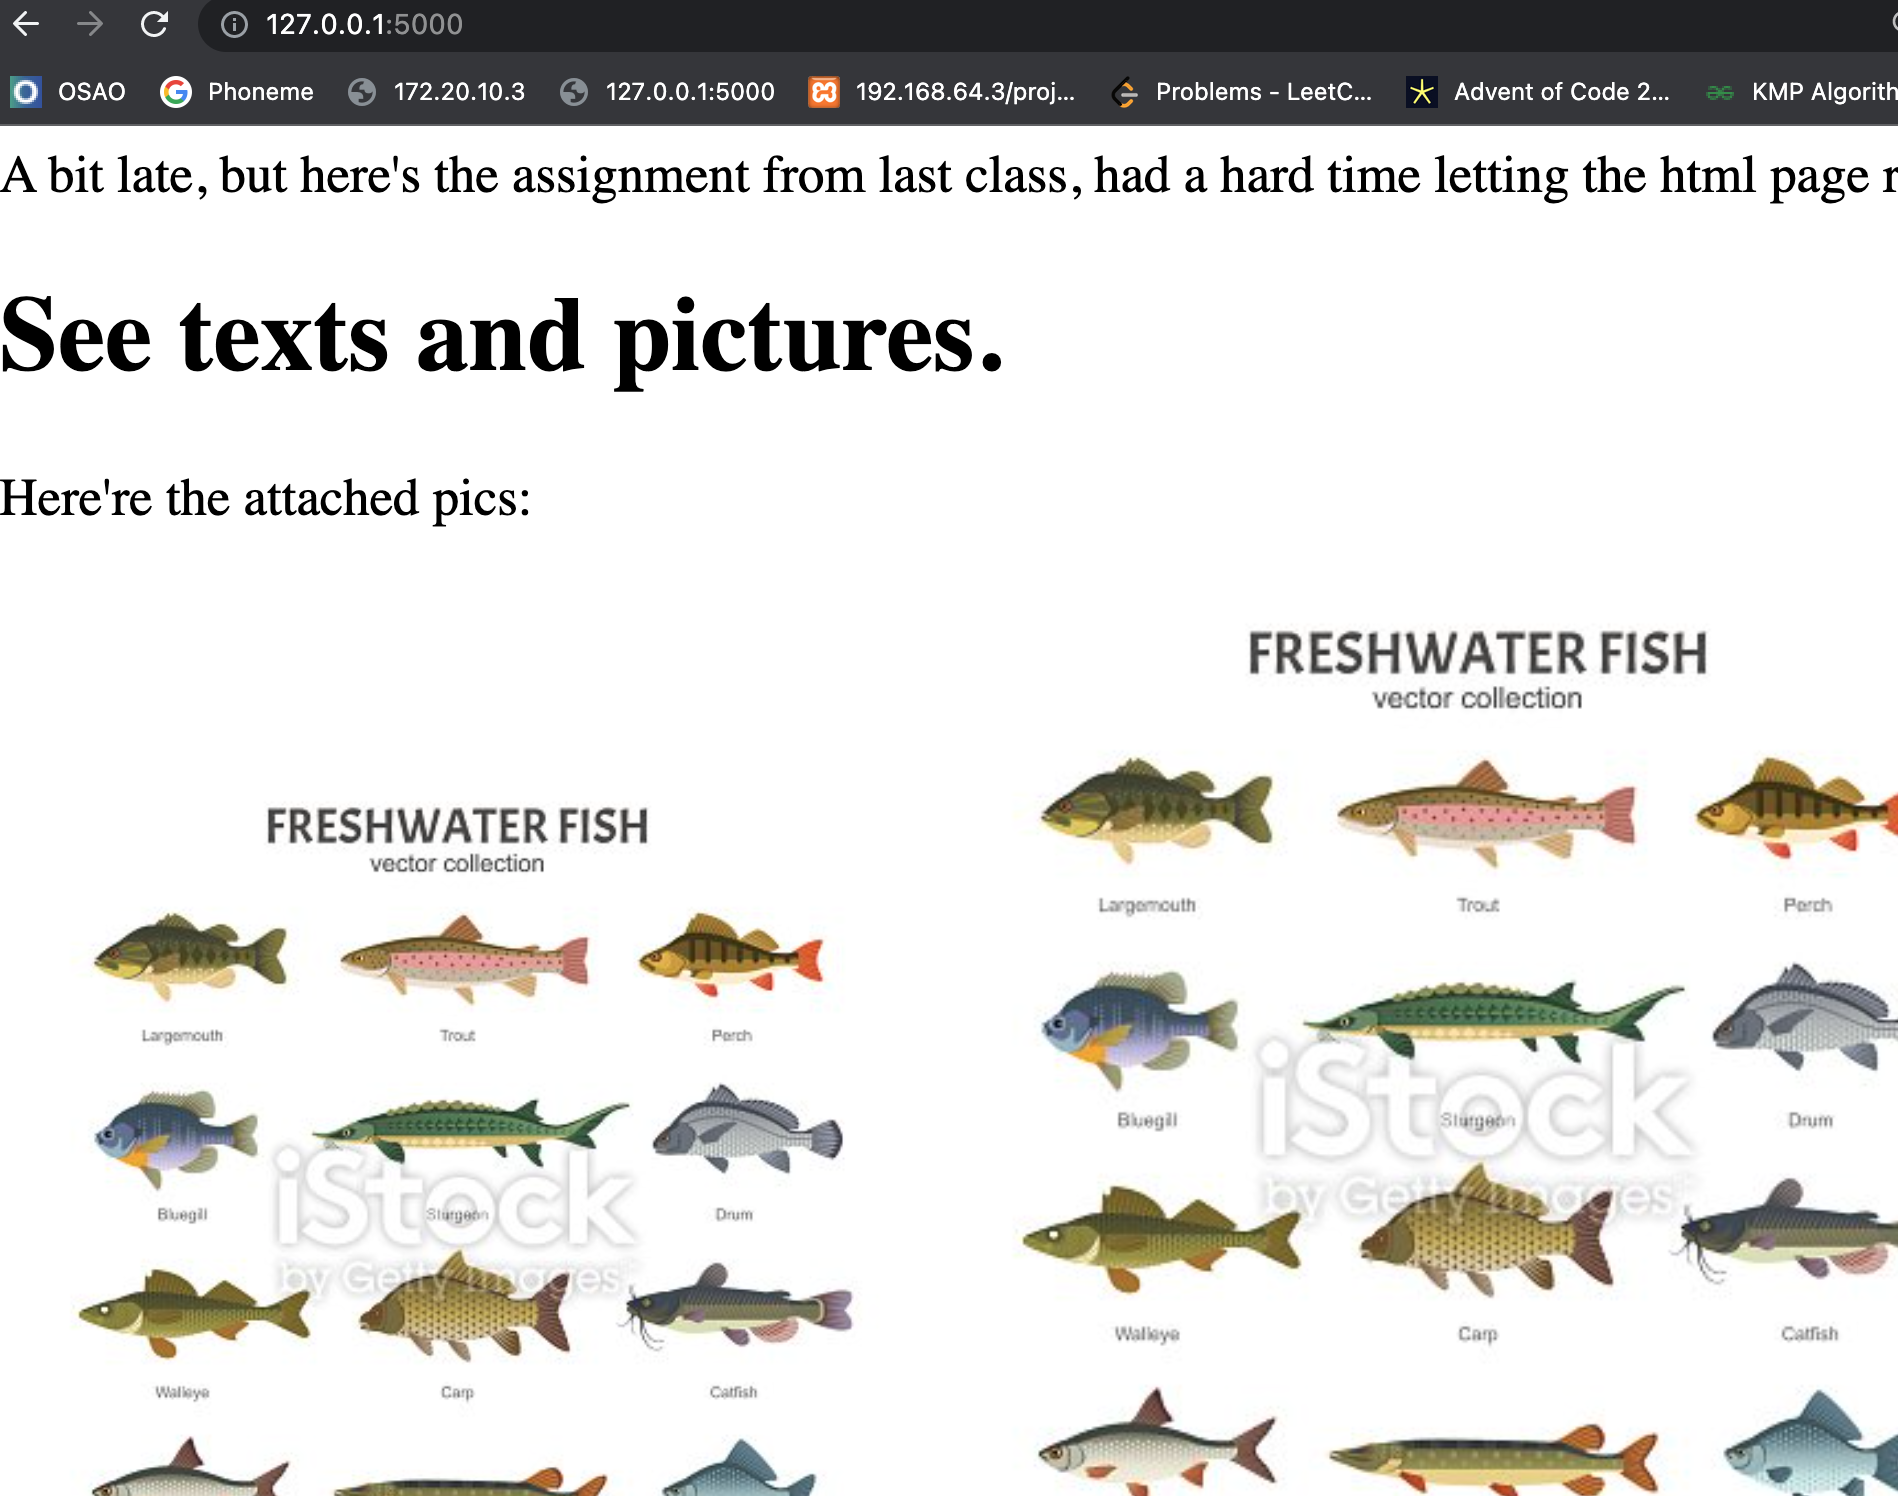 127.0.0.1:5000
OSAO Phoneme 172.20.10.3 127.0.0.1:5000 192.168.64.3/proj... Problems - LeetC... Advent of Code 2... KMP Algorith
A bit late, but here's the assignment from last class, had a hard time letting the html page r
See texts and pictures.
Here're the attached pics:
FRESHWATER FISH
vector collection
Largemouth Trout Perch
Bluegill Sturgeon Drum
iStock
by Getty Images
Walleye Carp Catfish
FRESHWATER FISH
vector collection
Largemouth Trout Perch
Bluegill Sturgeon Drum
iStock
by Getty Images
Walleye Carp Catfish